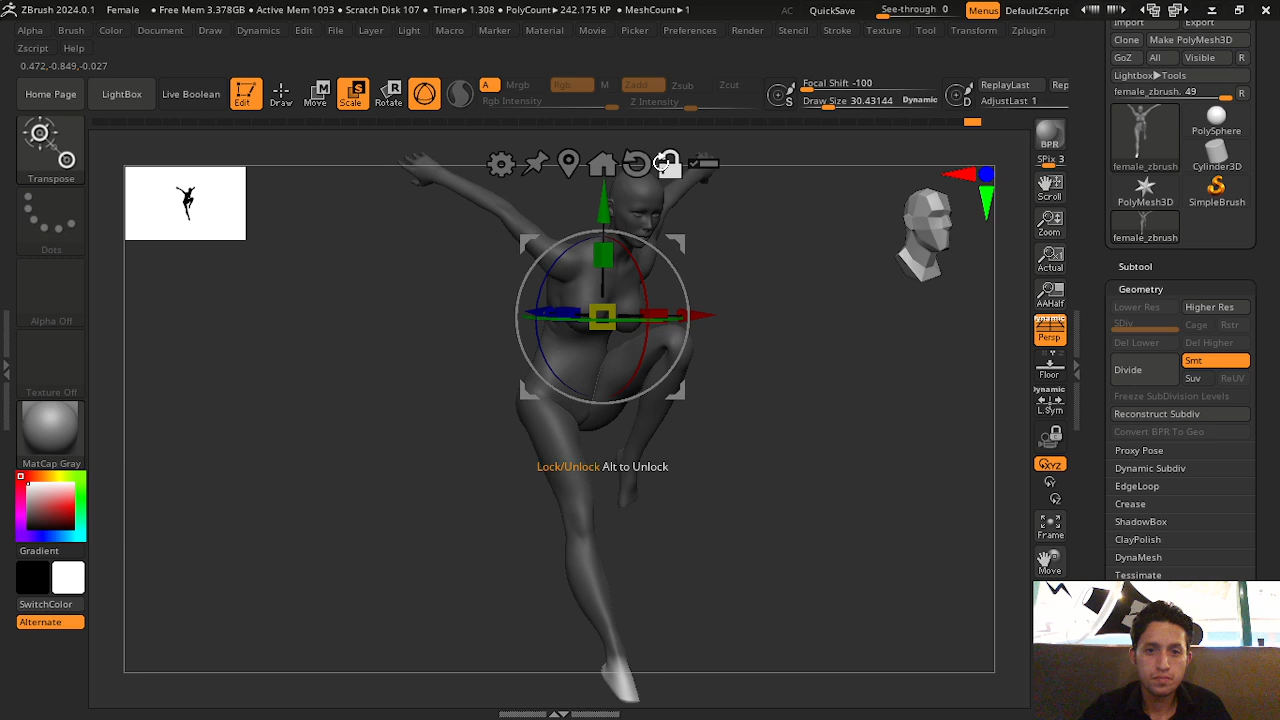 ZBrush 2024.0.1 Female • Free Mem 3.378GB • Active Mem 1093 • Scratch Disk 107 • Timer▶1.308 • PolyCount▶242.175 KP • MeshCount▶1 AC QuickSave See-through 0 Menus DefaultZScript
Alpha Brush Color Document Draw Dynamics Edit File Layer Light Macro Marker Material Movie Picker Preferences Render Stencil Stroke Texture Tool Transform Zplugin
Zscript Help
0.472,-0.849,-0.027
Home Page LightBox Live Boolean Edit Draw Move Scale Rotate
A Mrgb Rgb M Zadd Zsub Zcut
Rgb Intensity Z Intensity
Focal Shift -100
Draw Size 30.43144 Dynamic
ReplayLast Rep
AdjustLast 1
Import Export
Clone Make PolyMesh3D
GoZ All Visible R
Lightbox▶Tools
female_zbrush. 49 R
female_zbrush
PolySphere
Cylinder3D
PolyMesh3D
SimpleBrush
female_zbrush
Subtool
Geometry
Lower Res Higher Res
SDiv Cage Rstr
Del Lower Del Higher
Divide Smt
Suv ReUV
Freeze SubDivision Levels
Reconstruct Subdiv
Convert BPR To Geo
Proxy Pose
Dynamic Subdiv
EdgeLoop
Crease
ShadowBox
ClayPolish
DynaMesh
Tessimate
BPR
SPix 3
Scroll
Zoom
Actual
AAHalf
Dynamic
Persp
Floor
Dynamic
L.Sym
XYZ
Y
Z
Frame
Move
Transpose
Dots
Alpha Off
Texture Off
MatCap Gray
Gradient
SwitchColor
Alternate
Lock/Unlock Alt to Unlock